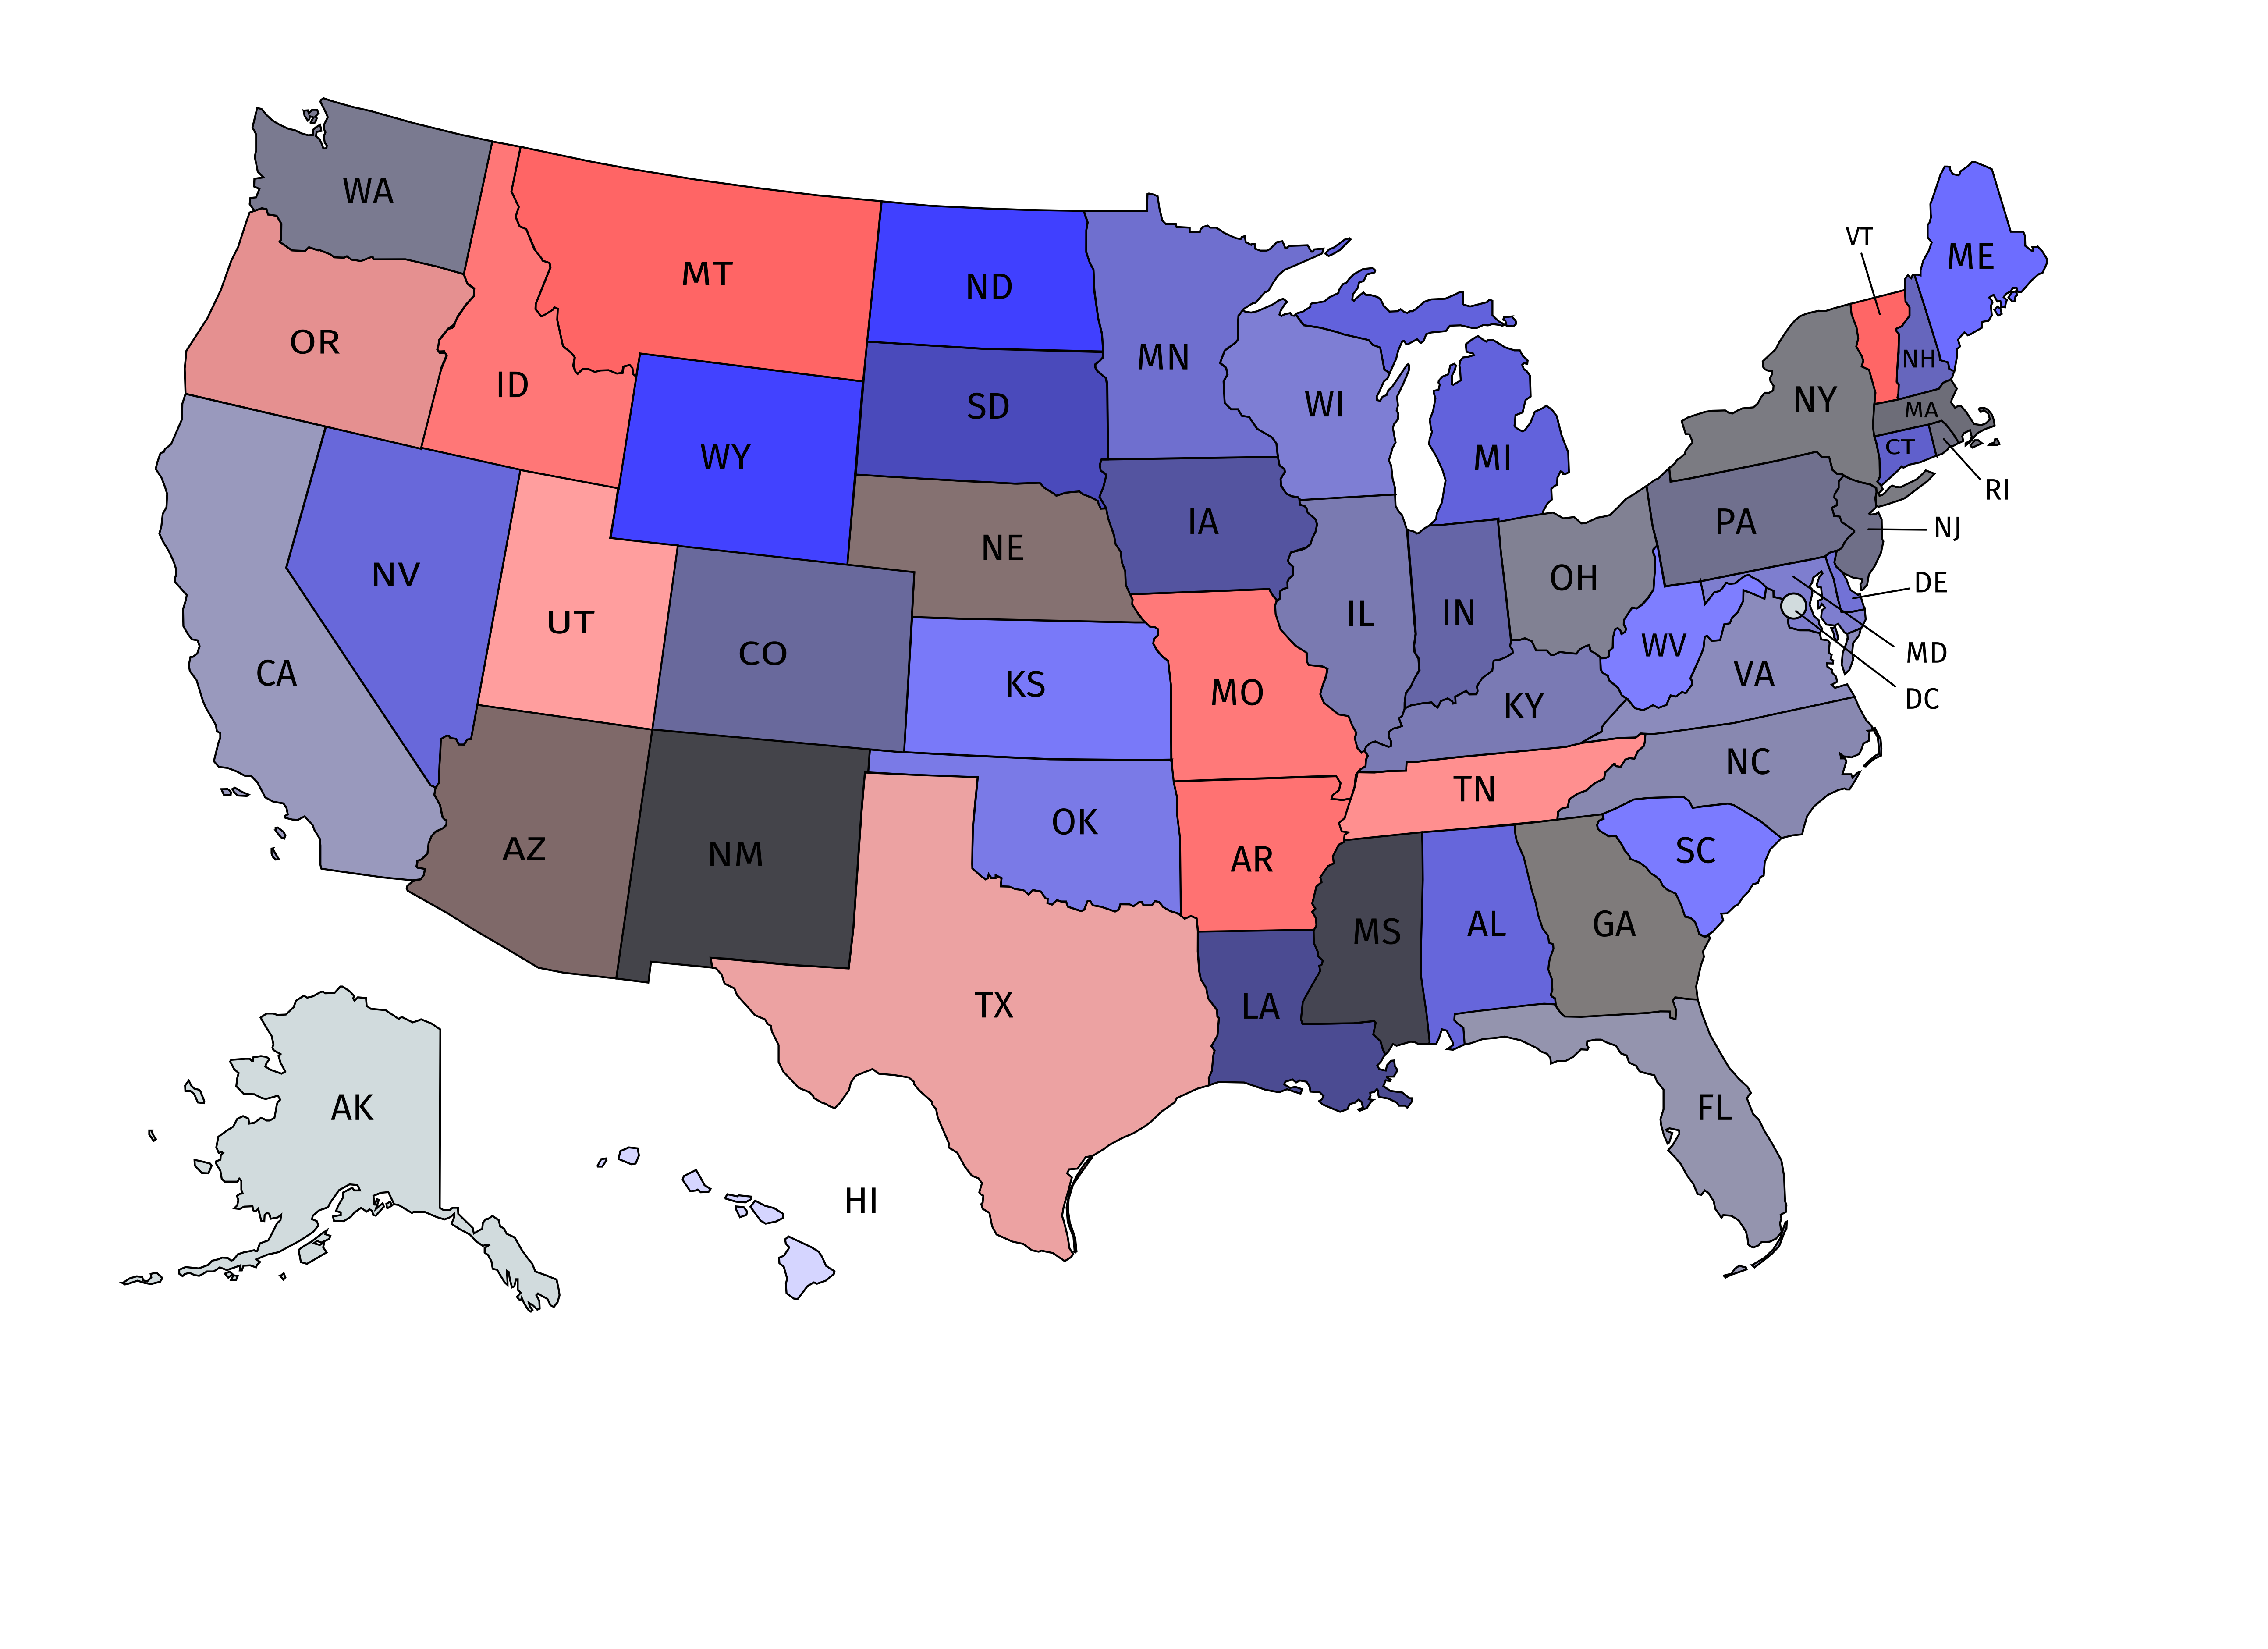 WA
VT
ME
MT
ND
OR
MN
NH
ID
SD
WI
NY
MA
CT
WY
MI
RI
IA
PA
NJ
NE
NV
OH
DE
UT
IL
IN
CO
WV
MD
CA
KS
MO
KY
VA
DC
NC
TN
OK
AZ
NM
AR
SC
MS
AL
GA
TX
LA
AK
FL
HI